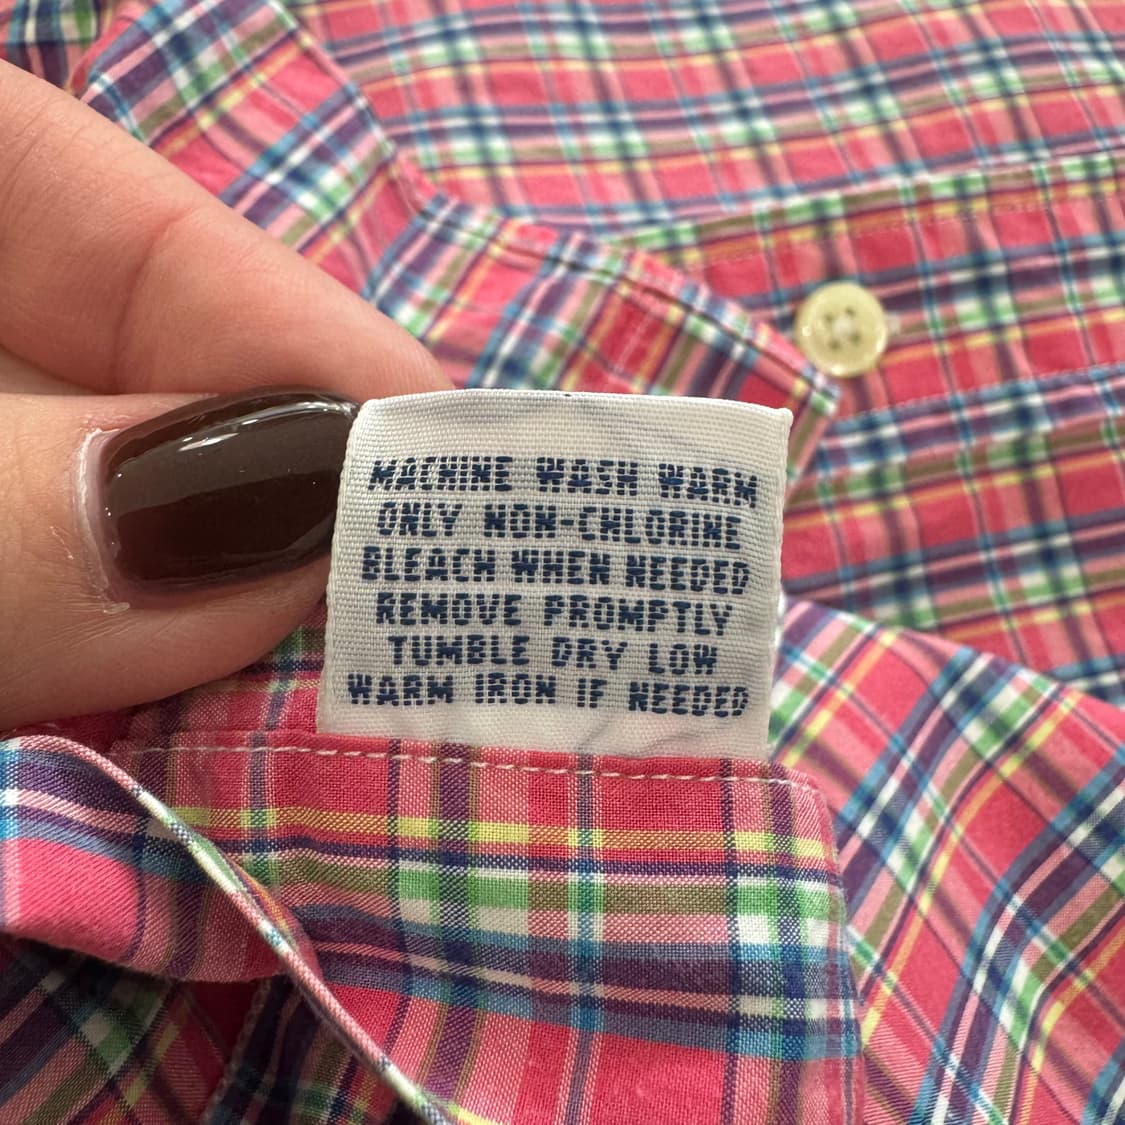 MACHINE WASH WARM
ONLY NON-CHLORINE
BLEACH WHEN NEEDED
REMOVE PROMPTLY
TUMBLE DRY LOW
WARM IRON IF NEEDED